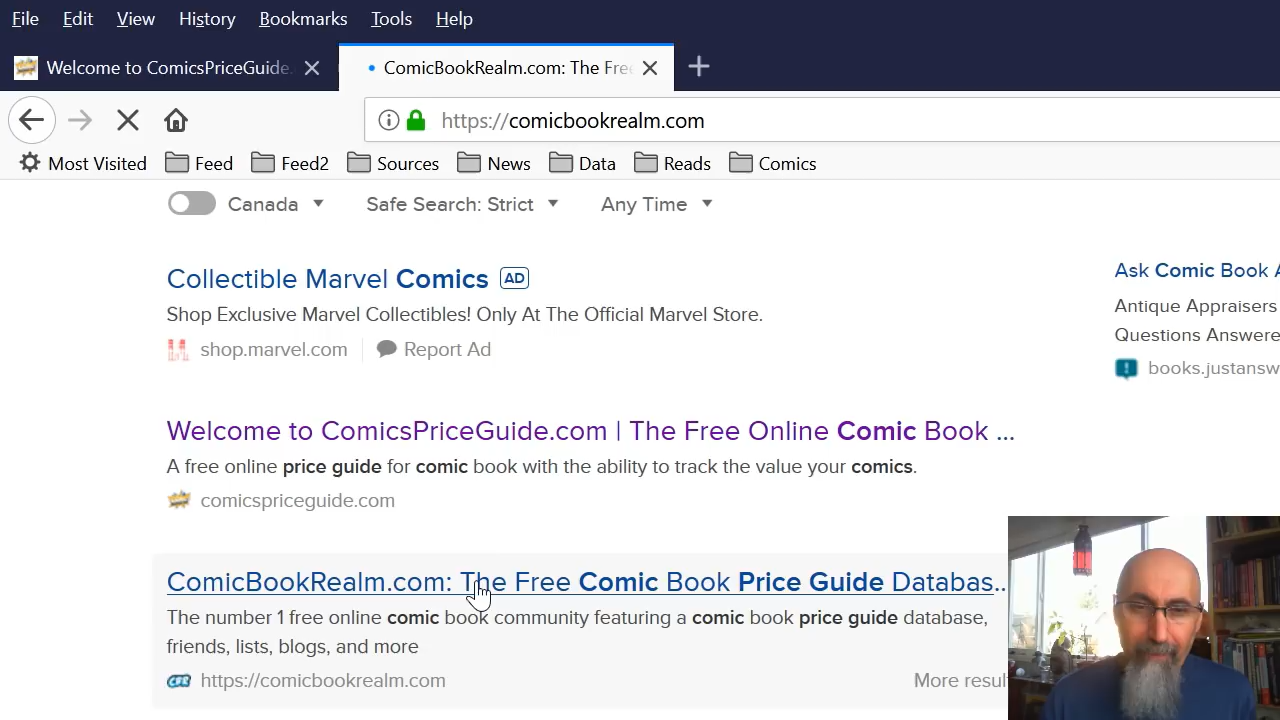 File Edit View History Bookmarks Tools Help
Welcome to ComicsPriceGuide. ComicBookRealm.com: The Free
https://comicbookrealm.com
Most Visited Feed Feed2 Sources News Data Reads Comics
Canada Safe Search: Strict Any Time
Collectible Marvel Comics AD
Shop Exclusive Marvel Collectibles! Only At The Official Marvel Store.
shop.marvel.com Report Ad
Welcome to ComicsPriceGuide.com | The Free Online Comic Book ...
A free online price guide for comic book with the ability to track the value your comics.
comicspriceguide.com
ComicBookRealm.com: The Free Comic Book Price Guide Databas...
The number 1 free online comic book community featuring a comic book price guide database,
friends, lists, blogs, and more
https://comicbookrealm.com More resul
Ask Comic Book A
Antique Appraisers
Questions Answere
books.justansw